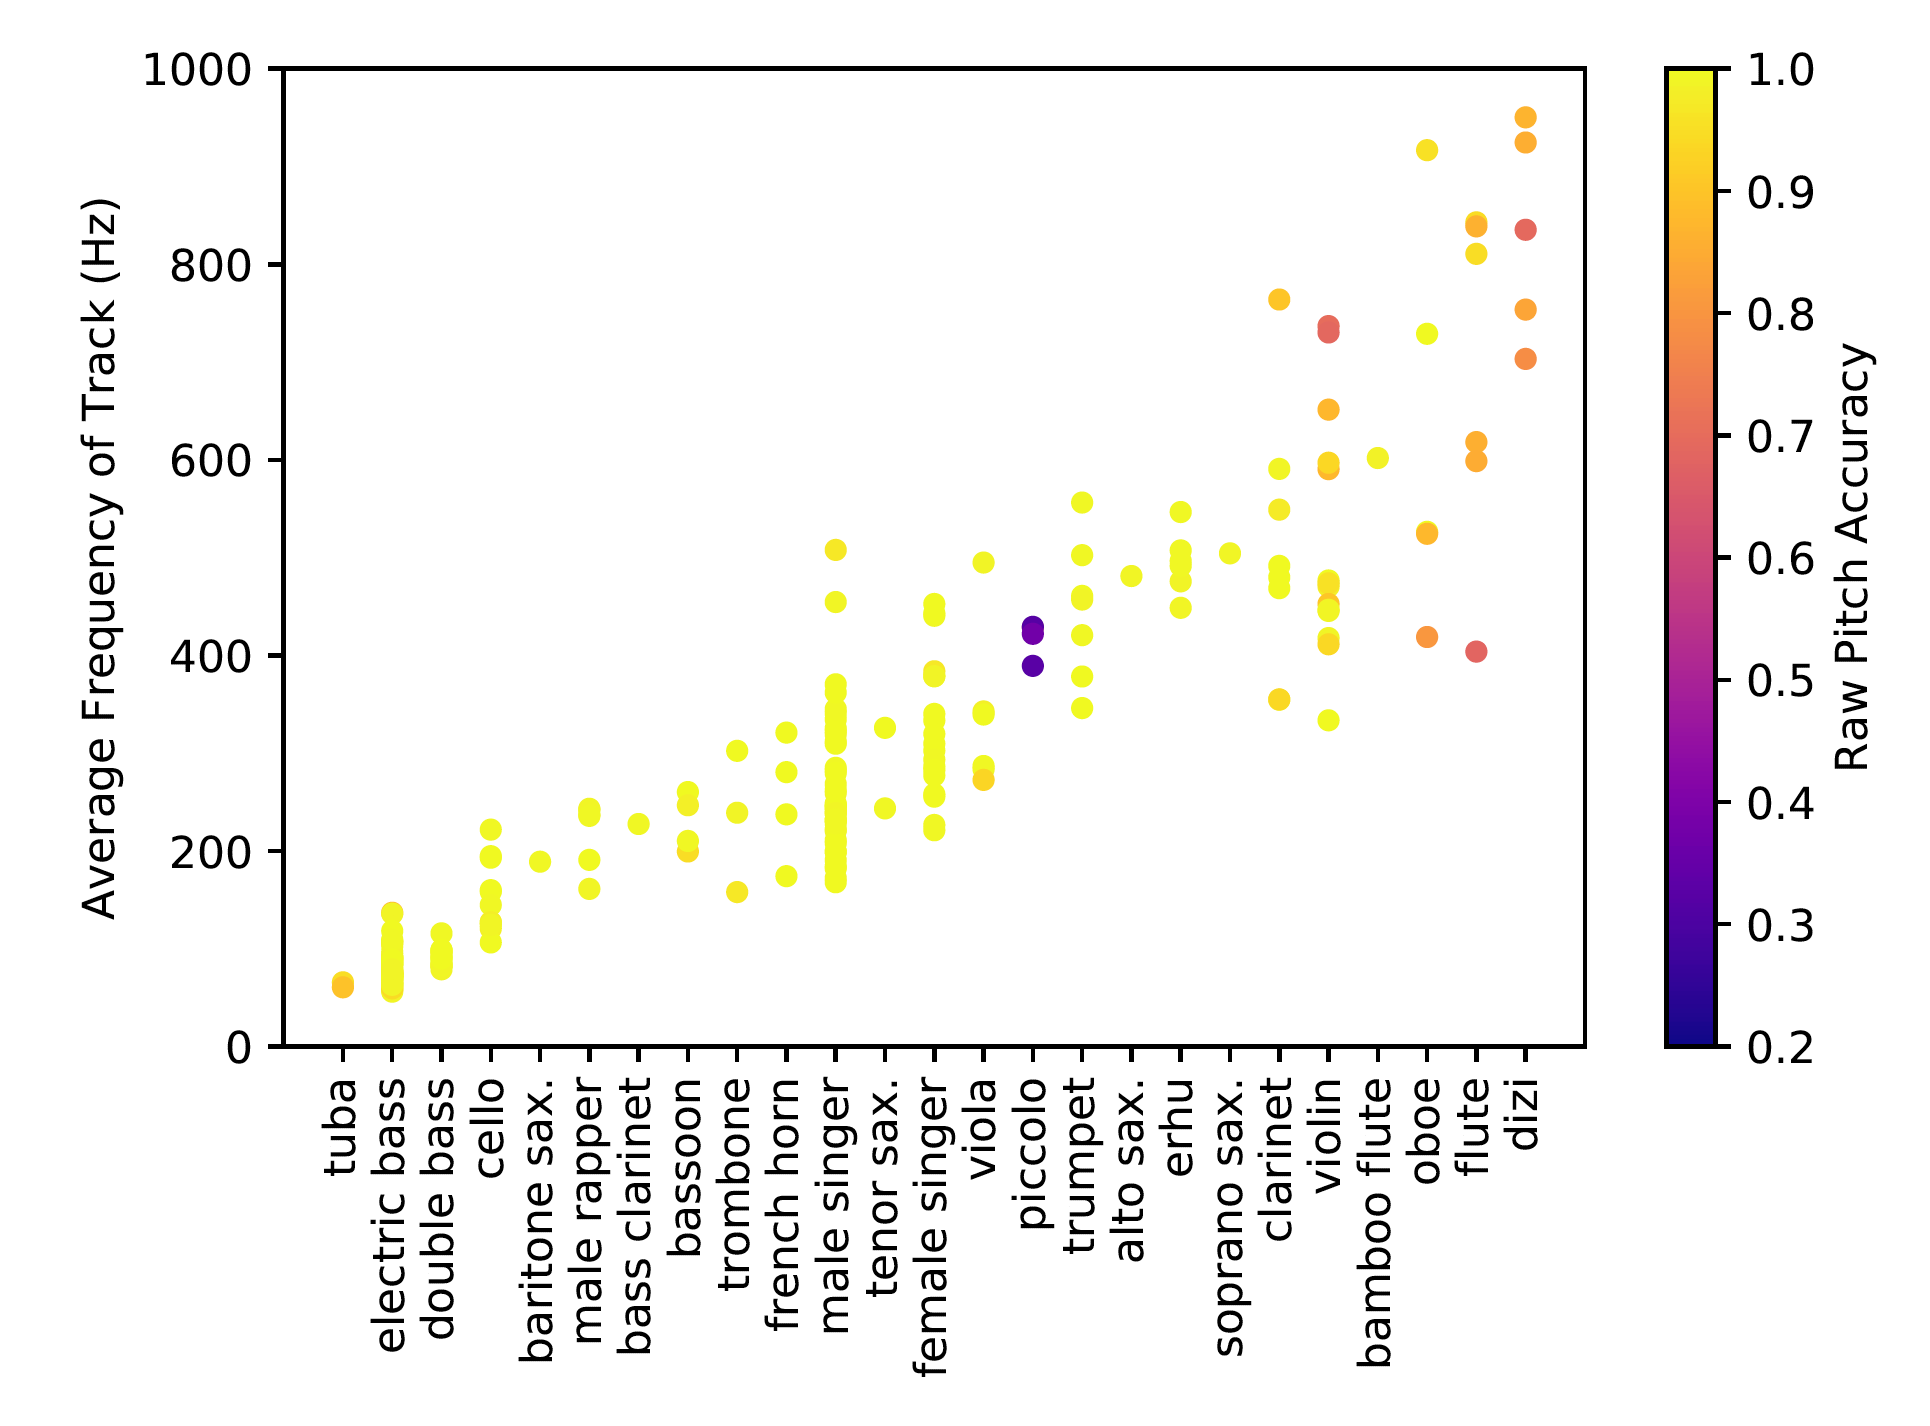 1000
800
600
400
200
0
Average Frequency of Track (Hz)
tuba
electric bass
double bass
cello
baritone sax.
male rapper
bass clarinet
bassoon
trombone
french horn
male singer
tenor sax.
female singer
viola
piccolo
trumpet
alto sax.
erhu
soprano sax.
clarinet
violin
bamboo flute
oboe
flute
dizi
1.0
0.9
0.8
0.7
0.6
0.5
0.4
0.3
0.2
Raw Pitch Accuracy